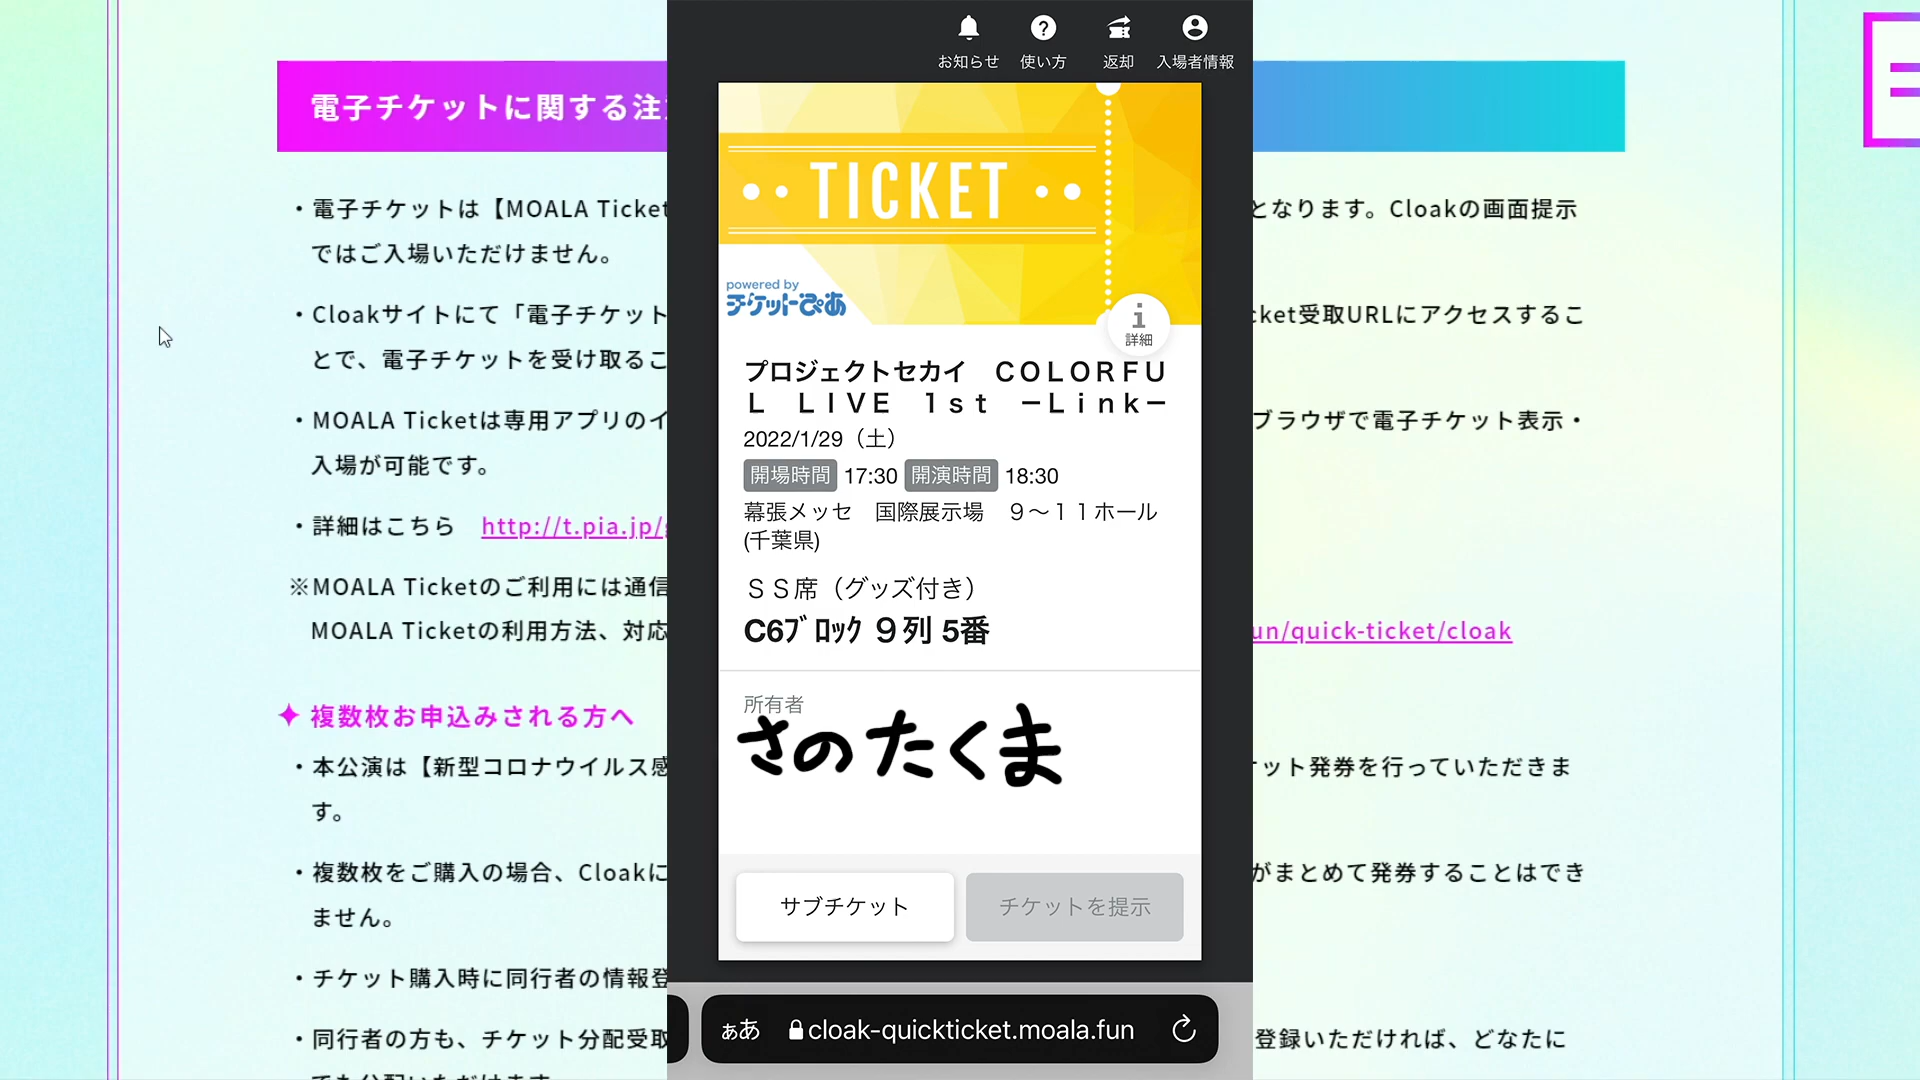 お知らせ 使い方 返却 入場者情報
電子チケットに関する注
・電子チケットは【MOALA Ticket
となります。Cloakの画面提示
ではご入場いただけません。
・Cloakサイトにて「電子チケット
cket受取URLにアクセスするこ
とで、電子チケットを受け取るこ
・MOALA Ticketは専用アプリのイ
ブラウザで電子チケット表示・
入場が可能です。
・詳細はこちら http://t.pia.jp/
※MOALA Ticketのご利用には通信
MOALA Ticketの利用方法、対応
un/quick-ticket/cloak
✦ 複数枚お申込みされる方へ
・本公演は【新型コロナウイルス感
ット発券を行っていただきま
す。
・複数枚をご購入の場合、Cloakに
がまとめて発券することはでき
ません。
・チケット購入時に同行者の情報登
・同行者の方も、チケット分配受取
登録いただければ、どなたに
TICKET
powered by
チケットぴあ
i
詳細
プロジェクトセカイ　ＣＯＬＯＲＦＵ
Ｌ　ＬＩＶＥ　１ｓｔ　ーＬｉｎｋー
2022/1/29（土）
開場時間 17:30 開演時間 18:30
幕張メッセ　国際展示場　９〜１１ホール
(千葉県)
ＳＳ席（グッズ付き）
C6ﾌﾞﾛｯｸ ９列 5番
所有者
さのたくま
サブチケット チケットを提示
ぁあ cloak-quickticket.moala.fun